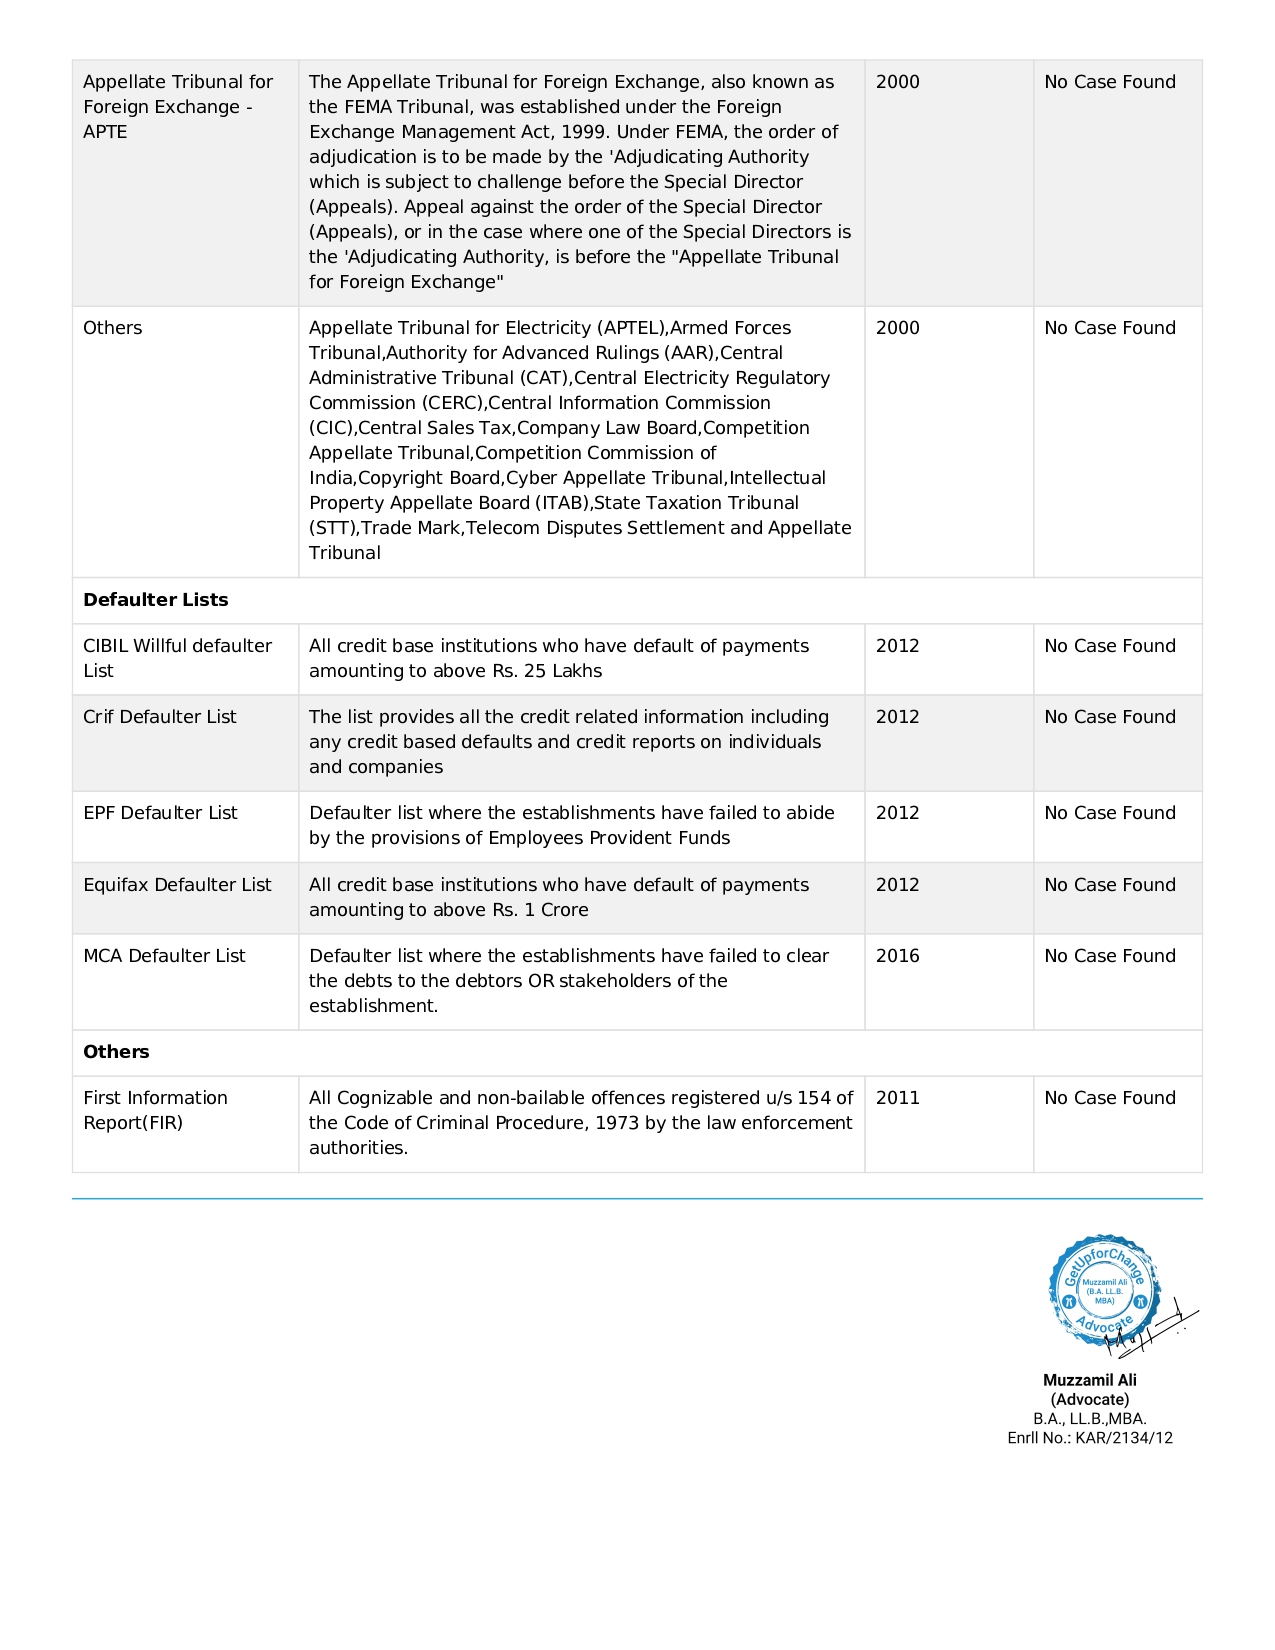 Appellate Tribunal for
Foreign Exchange -
APTE
The Appellate Tribunal for Foreign Exchange, also known as
the FEMA Tribunal, was established under the Foreign
Exchange Management Act, 1999. Under FEMA, the order of
adjudication is to be made by the 'Adjudicating Authority
which is subject to challenge before the Special Director
(Appeals). Appeal against the order of the Special Director
(Appeals), or in the case where one of the Special Directors is
the 'Adjudicating Authority, is before the "Appellate Tribunal
for Foreign Exchange"
2000
No Case Found
Others
Appellate Tribunal for Electricity (APTEL),Armed Forces
Tribunal,Authority for Advanced Rulings (AAR),Central
Administrative Tribunal (CAT),Central Electricity Regulatory
Commission (CERC),Central Information Commission
(CIC),Central Sales Tax,Company Law Board,Competition
Appellate Tribunal,Competition Commission of
India,Copyright Board,Cyber Appellate Tribunal,Intellectual
Property Appellate Board (ITAB),State Taxation Tribunal
(STT),Trade Mark,Telecom Disputes Settlement and Appellate
Tribunal
2000
No Case Found
Defaulter Lists
CIBIL Willful defaulter
List
All credit base institutions who have default of payments
amounting to above Rs. 25 Lakhs
2012
No Case Found
Crif Defaulter List
The list provides all the credit related information including
any credit based defaults and credit reports on individuals
and companies
2012
No Case Found
EPF Defaulter List
Defaulter list where the establishments have failed to abide
by the provisions of Employees Provident Funds
2012
No Case Found
Equifax Defaulter List
All credit base institutions who have default of payments
amounting to above Rs. 1 Crore
2012
No Case Found
MCA Defaulter List
Defaulter list where the establishments have failed to clear
the debts to the debtors OR stakeholders of the
establishment.
2016
No Case Found
Others
First Information
Report(FIR)
All Cognizable and non-bailable offences registered u/s 154 of
the Code of Criminal Procedure, 1973 by the law enforcement
authorities.
2011
No Case Found
GetUpforChange
Muzzamil Ali
(B.A. LL.B.
MBA)
Advocate
Muzzamil Ali
(Advocate)
B.A., LL.B.,MBA.
Enrll No.: KAR/2134/12